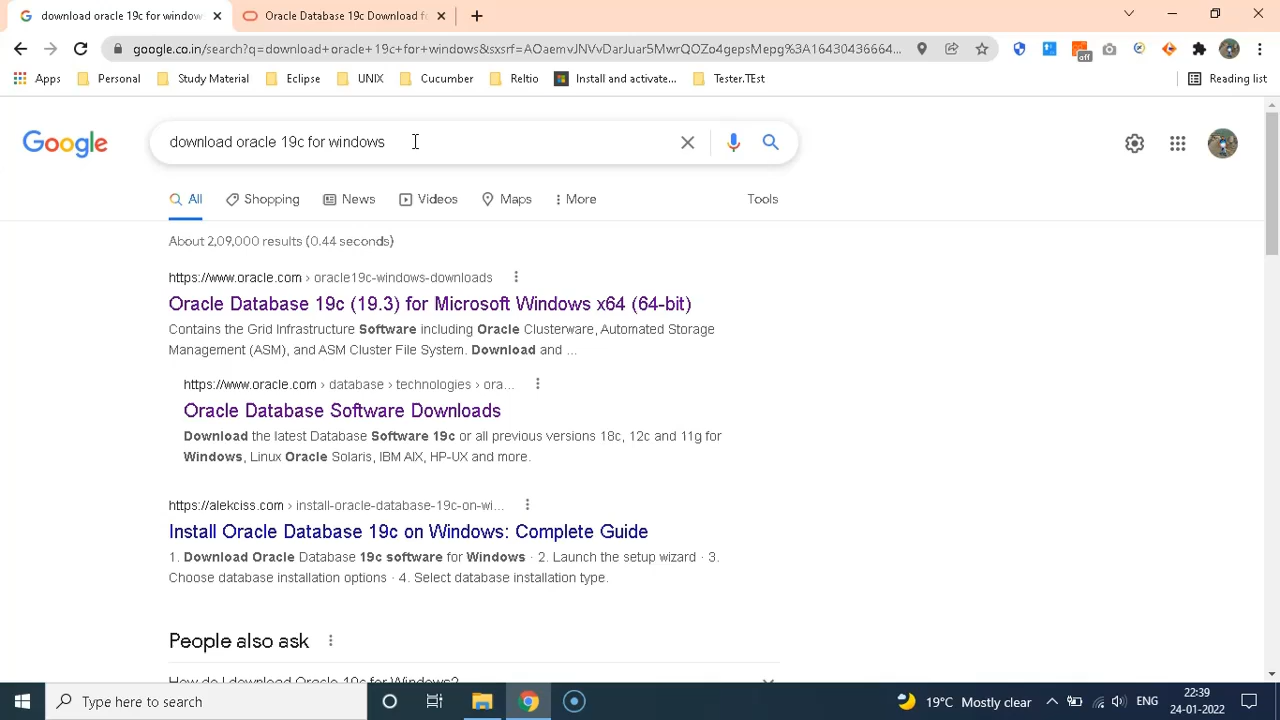 download oracle 19c for window
Oracle Database 19c Download f
google.co.in/search?q=download+oracle+19c+for+windows&sxsrf=AOaemvJNVvDarJuar5MwrQOZo4gepsMepg%3A16430436664...
off
Apps
Personal
Study Material
Eclipse
UNIX
Cucumber
Reltio
Install and activate...
Tester.TEst
Reading list
Google
download oracle 19c for windows
All
Shopping
News
Videos
Maps
More
Tools
About 2,09,000 results (0.44 seconds)
https://www.oracle.com › oracle19c-windows-downloads
Oracle Database 19c (19.3) for Microsoft Windows x64 (64-bit)
Contains the Grid Infrastructure Software including Oracle Clusterware, Automated Storage
Management (ASM), and ASM Cluster File System. Download and ...
https://www.oracle.com › database › technologies › ora...
Oracle Database Software Downloads
Download the latest Database Software 19c or all previous versions 18c, 12c and 11g for
Windows, Linux Oracle Solaris, IBM AIX, HP-UX and more.
https://alekciss.com › install-oracle-database-19c-on-wi...
Install Oracle Database 19c on Windows: Complete Guide
1. Download Oracle Database 19c software for Windows · 2. Launch the setup wizard · 3.
Choose database installation options · 4. Select database installation type.
People also ask
Type here to search
19°C Mostly clear
ENG
22:39
24-01-2022